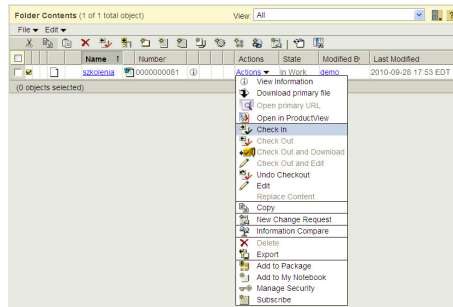 Folder Contents (1 of 1 total object) View: All
File Edit
Name Number Actions State Modified By Last Modified
szkolenia 0000000081 Actions In Work demo 2010-09-28 17:53 EDT
(0 objects selected)
View Information
Download primary file
Open primary URL
Open in ProductView
Check In
Check Out
Check Out and Download
Check Out and Edit
Undo Checkout
Edit
Replace Content
Copy
New Change Request
Information Compare
Delete
Export
Add to Package
Add to My Notebook
Manage Security
Subscribe